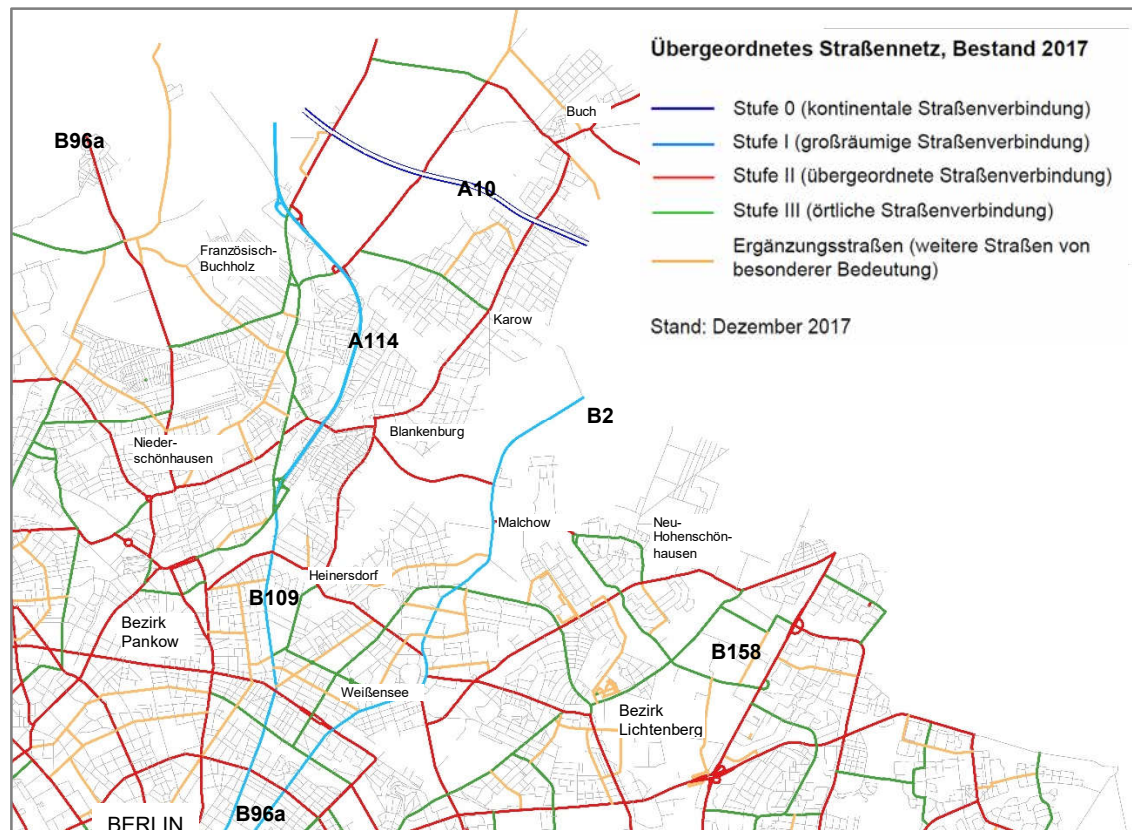 Übergeordnetes Straßennetz, Bestand 2017
Stufe 0 (kontinentale Straßenverbindung)
Stufe I (großräumige Straßenverbindung)
Stufe II (übergeordnete Straßenverbindung)
Stufe III (örtliche Straßenverbindung)
Ergänzungsstraßen (weitere Straßen von
besonderer Bedeutung)
Stand: Dezember 2017
Buch
B96a
A10
Französisch-
Buchholz
Karow
A114
B2
Blankenburg
Nieder-
schönhausen
Malchow
Neu-
Hohenschön-
hausen
Heinersdorf
B109
Bezirk
Pankow
B158
Weißensee
Bezirk
Lichtenberg
B96a
BERLIN